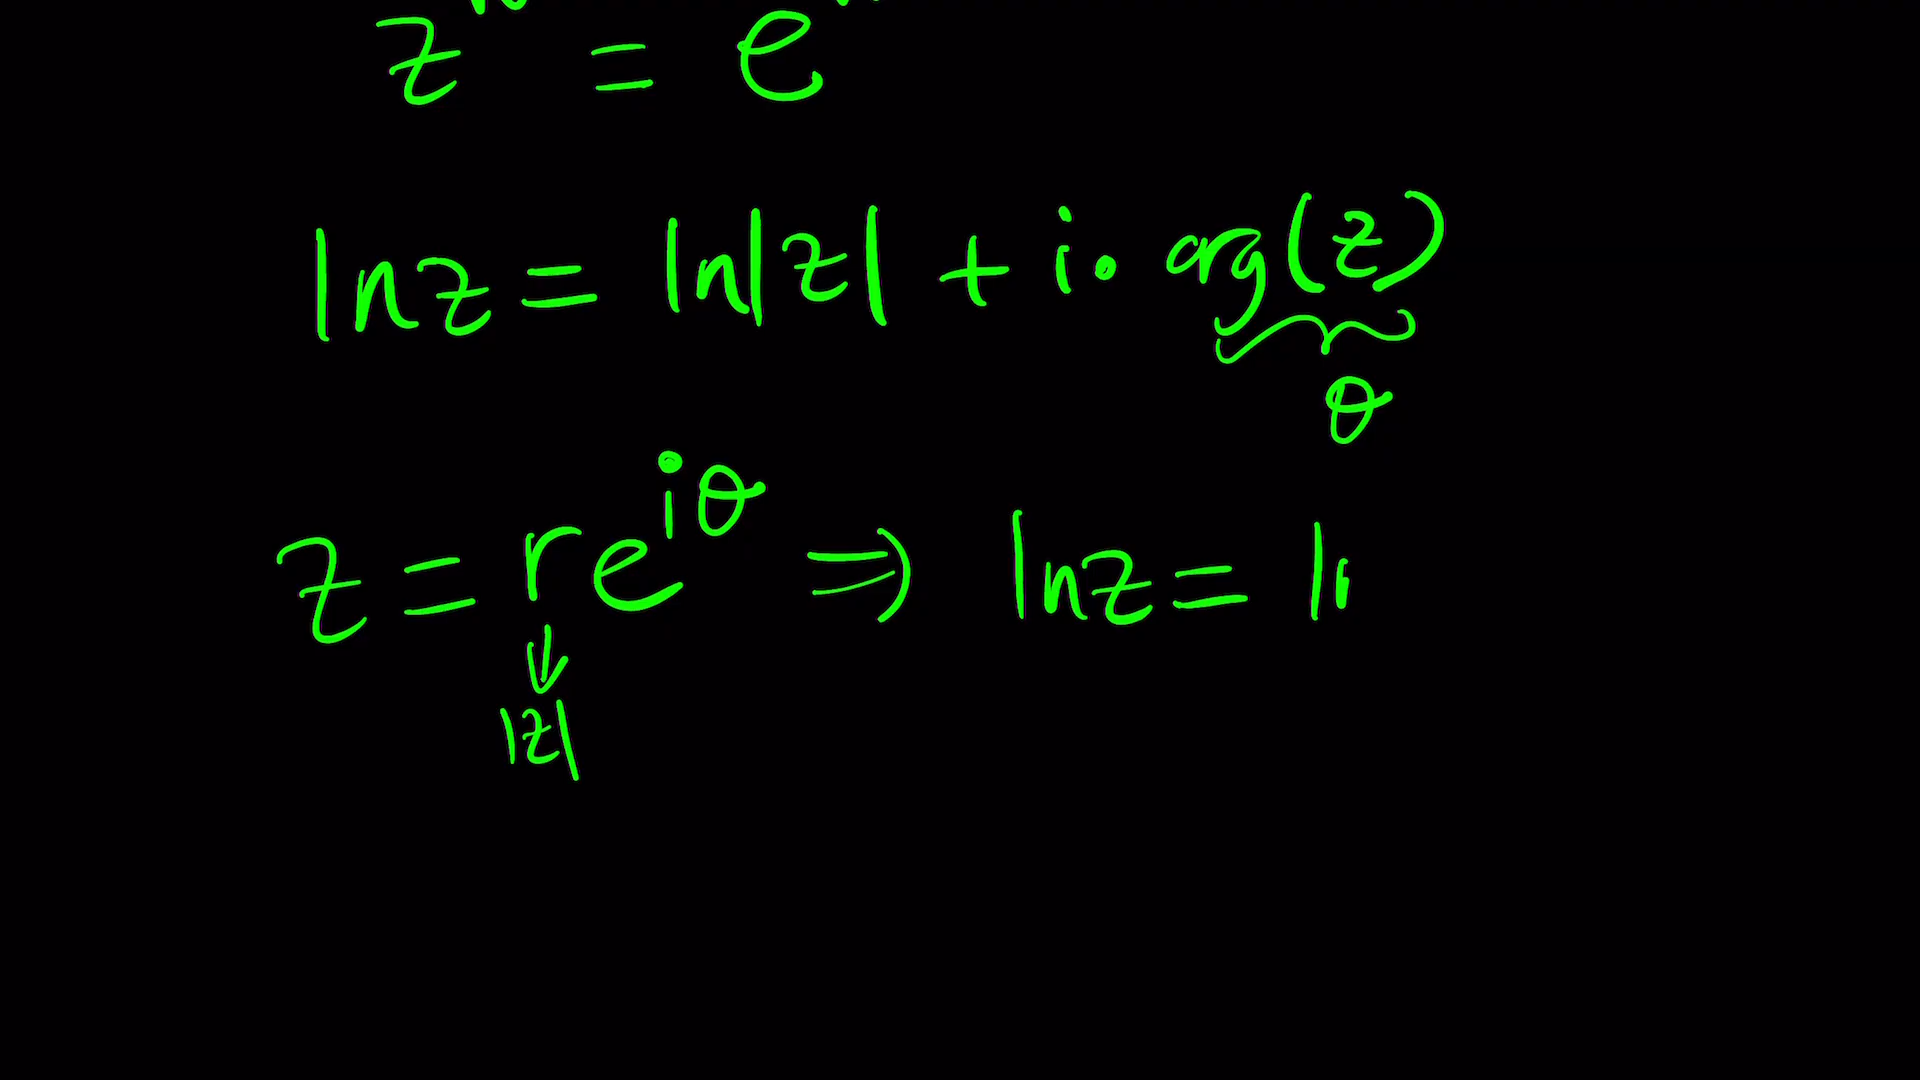 z = e
ln z = ln|z| + i · arg(z)
θ
z = re^{iθ} ⇒ ln z = l
|z|